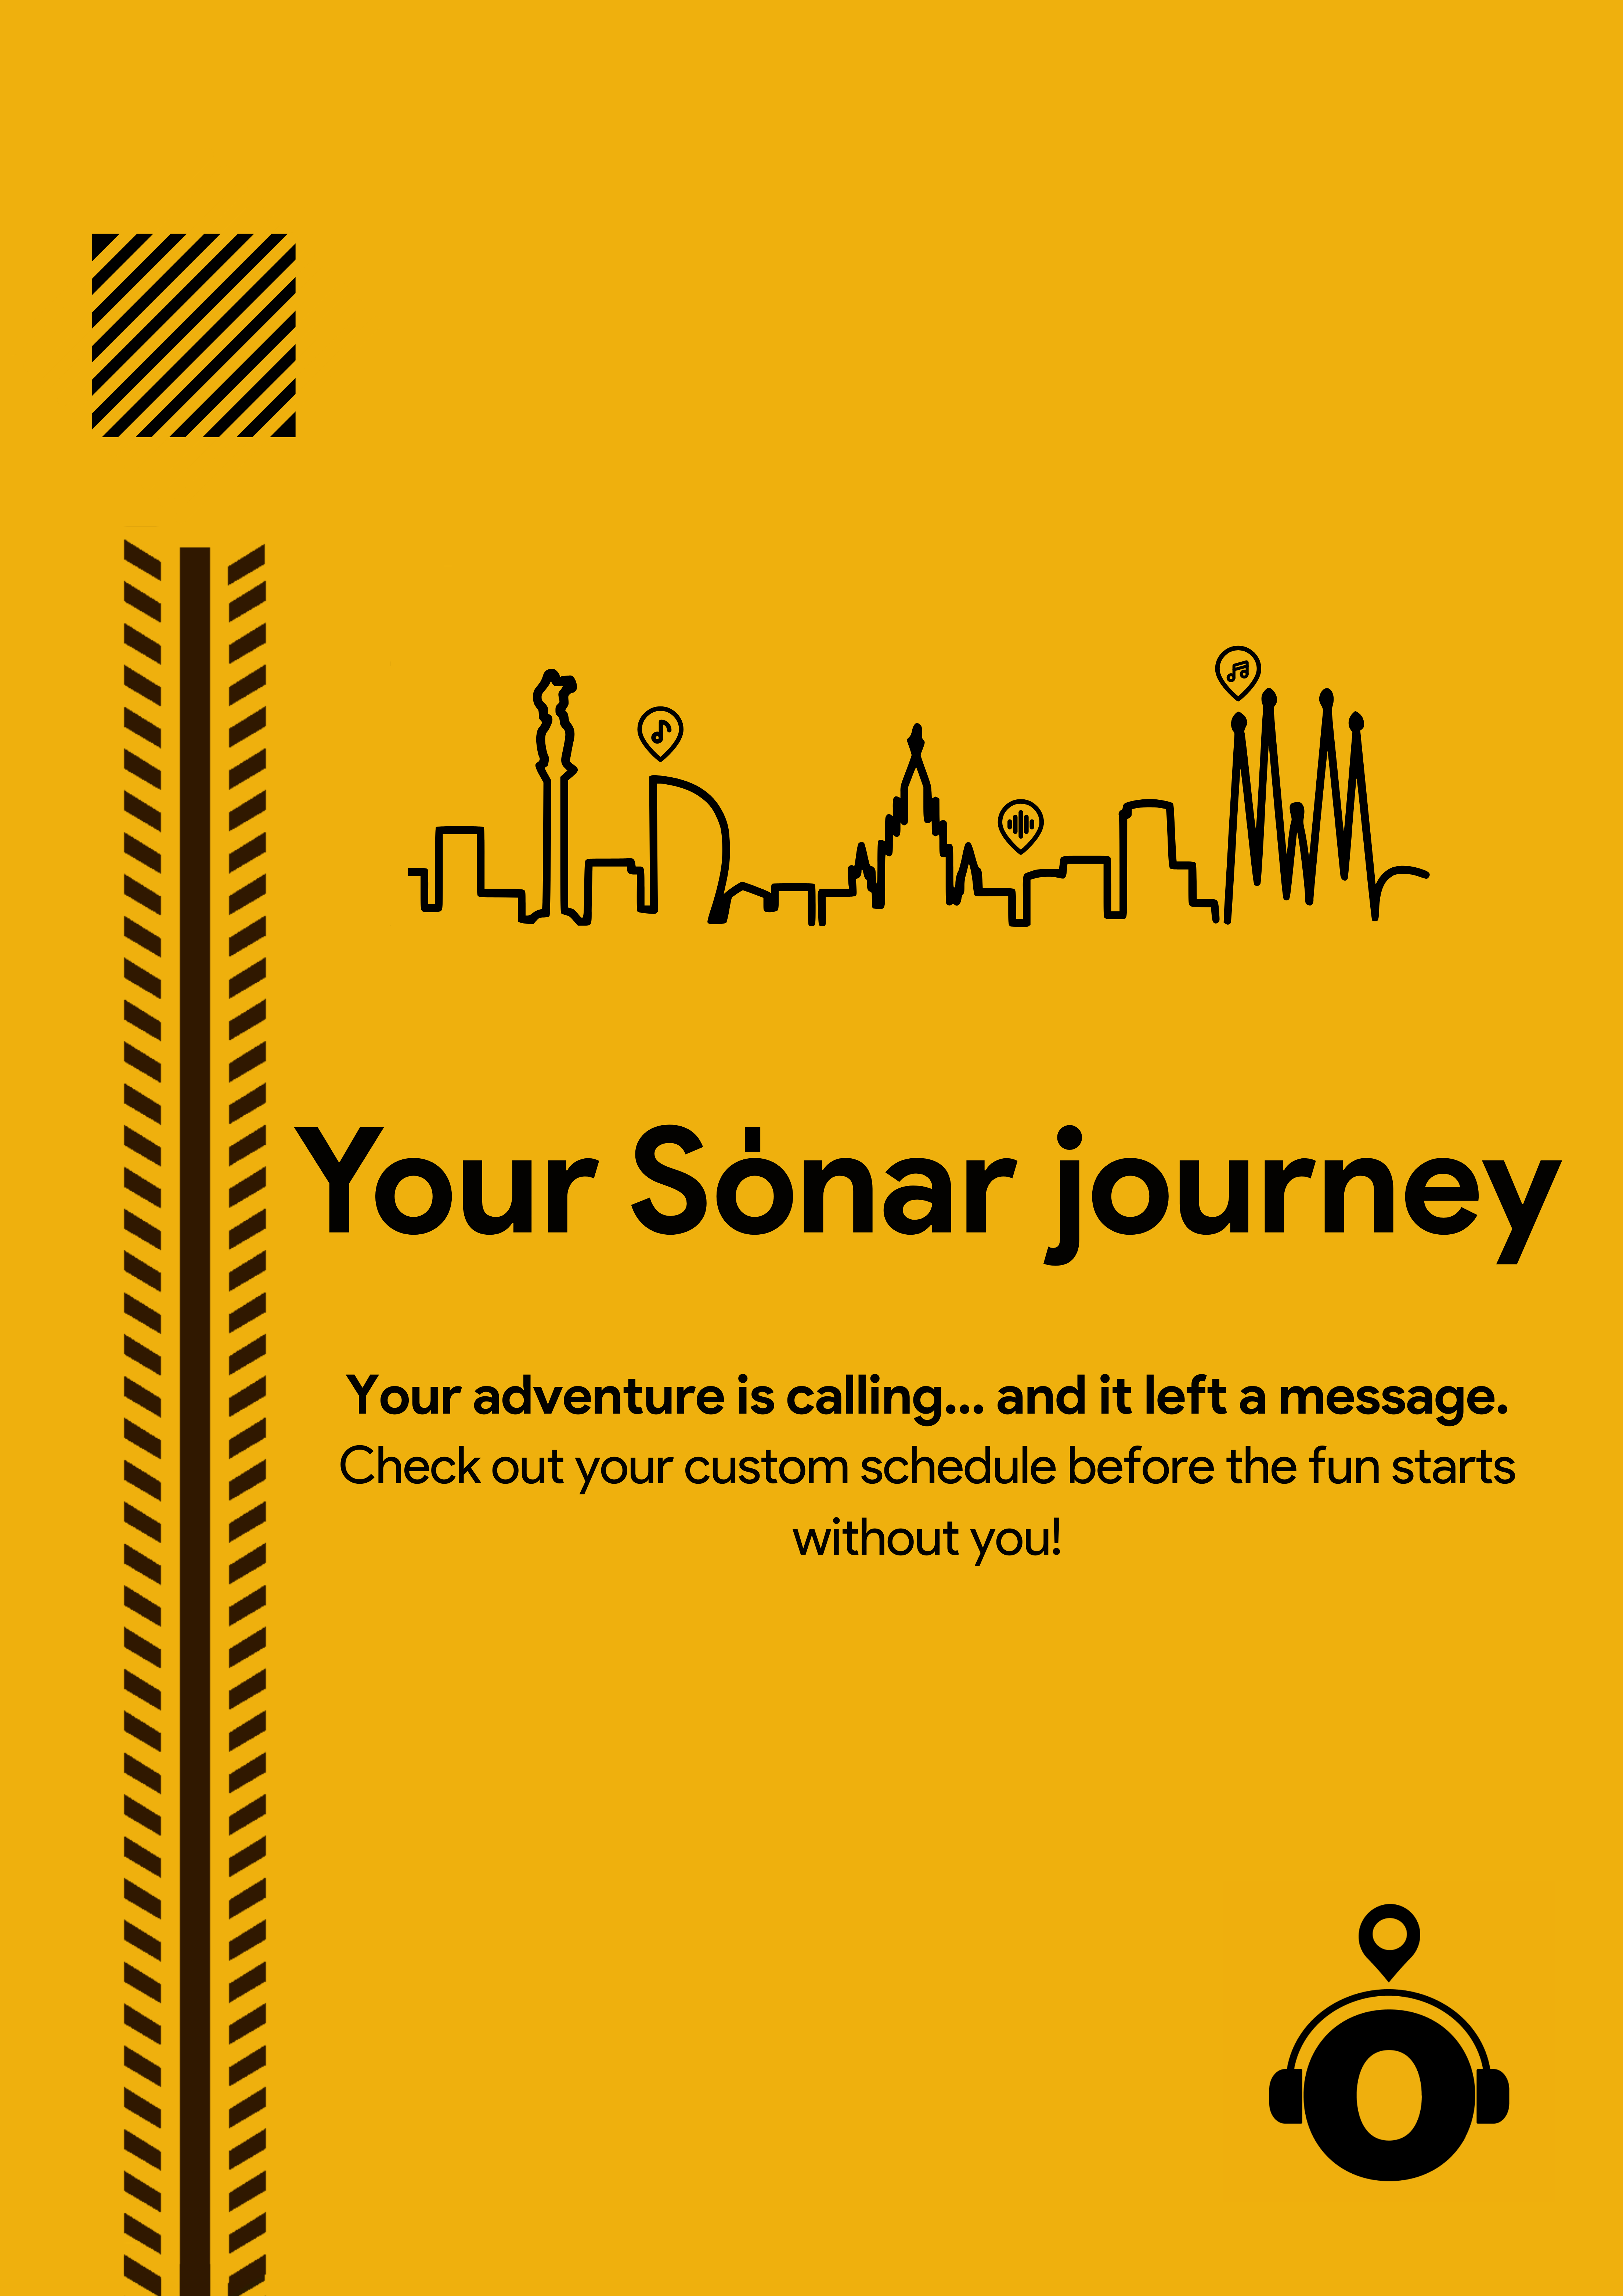 Your Sȯnar journey
Your adventure is calling... and it left a message.
Check out your custom schedule before the fun starts
without you!
O